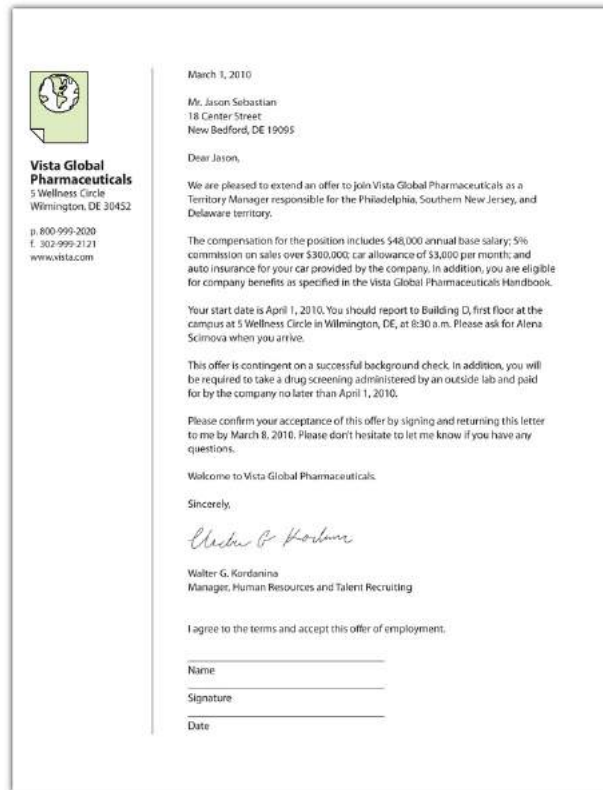 Vista Global
Pharmaceuticals
5 Wellness Circle
Wilmington, DE 30452
p. 800-999-2020
f. 302-999-2121
www.vista.com
March 1, 2010
Mr. Jason Sebastian
18 Center Street
New Bedford, DE 19095
Dear Jason,
We are pleased to extend an offer to join Vista Global Pharmaceuticals as a
Territory Manager responsible for the Philadelphia, Southern New Jersey, and
Delaware territory.
The compensation for the position includes $48,000 annual base salary; 5%
commission on sales over $300,000; car allowance of $3,000 per month; and
auto insurance for your car provided by the company. In addition, you are eligible
for company benefits as specified in the Vista Global Pharmaceuticals Handbook.
Your start date is April 1, 2010. You should report to Building D, first floor at the
campus at 5 Wellness Circle in Wilmington, DE, at 8:30 a.m. Please ask for Alena
Scirnova when you arrive.
This offer is contingent on a successful background check. In addition, you will
be required to take a drug screening administered by an outside lab and paid
for by the company no later than April 1, 2010.
Please confirm your acceptance of this offer by signing and returning this letter
to me by March 8, 2010. Please don't hesitate to let me know if you have any
questions.
Welcome to Vista Global Pharmaceuticals.
Sincerely,
Walter G. Kordanina
Manager, Human Resources and Talent Recruiting
I agree to the terms and accept this offer of employment.
Name
Signature
Date